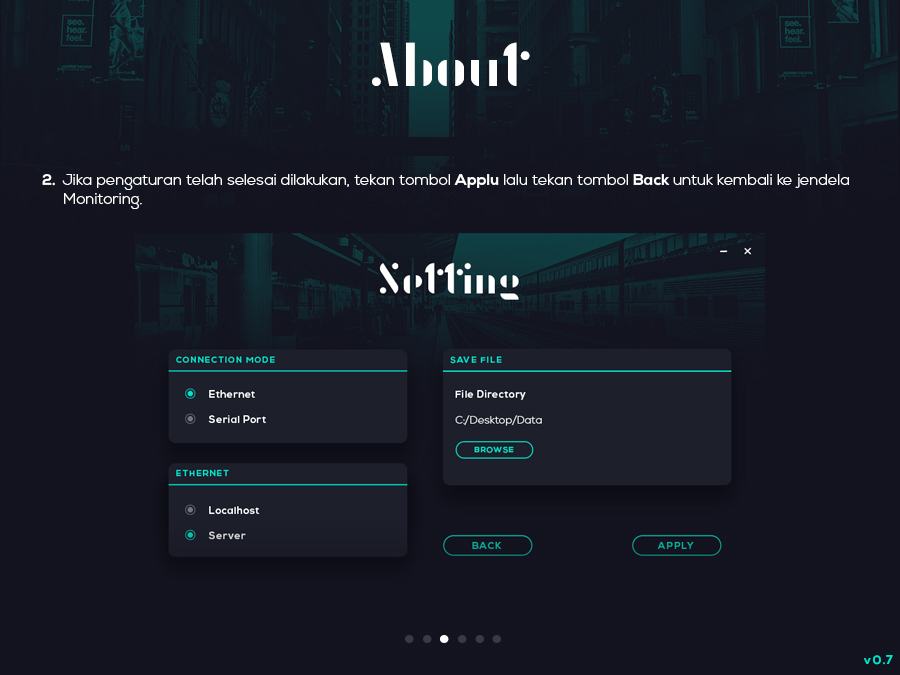 see.
hear.
feel.
see.
hear.
feel.
About
2. Jika pengaturan telah selesai dilakukan, tekan tombol Applu lalu tekan tombol Back untuk kembali ke jendela
Monitoring.
Setting
CONNECTION MODE
Ethernet
Serial Port
ETHERNET
Localhost
Server
SAVE FILE
File Directory
C:/Desktop/Data
BROWSE
BACK
APPLY
v 0.7